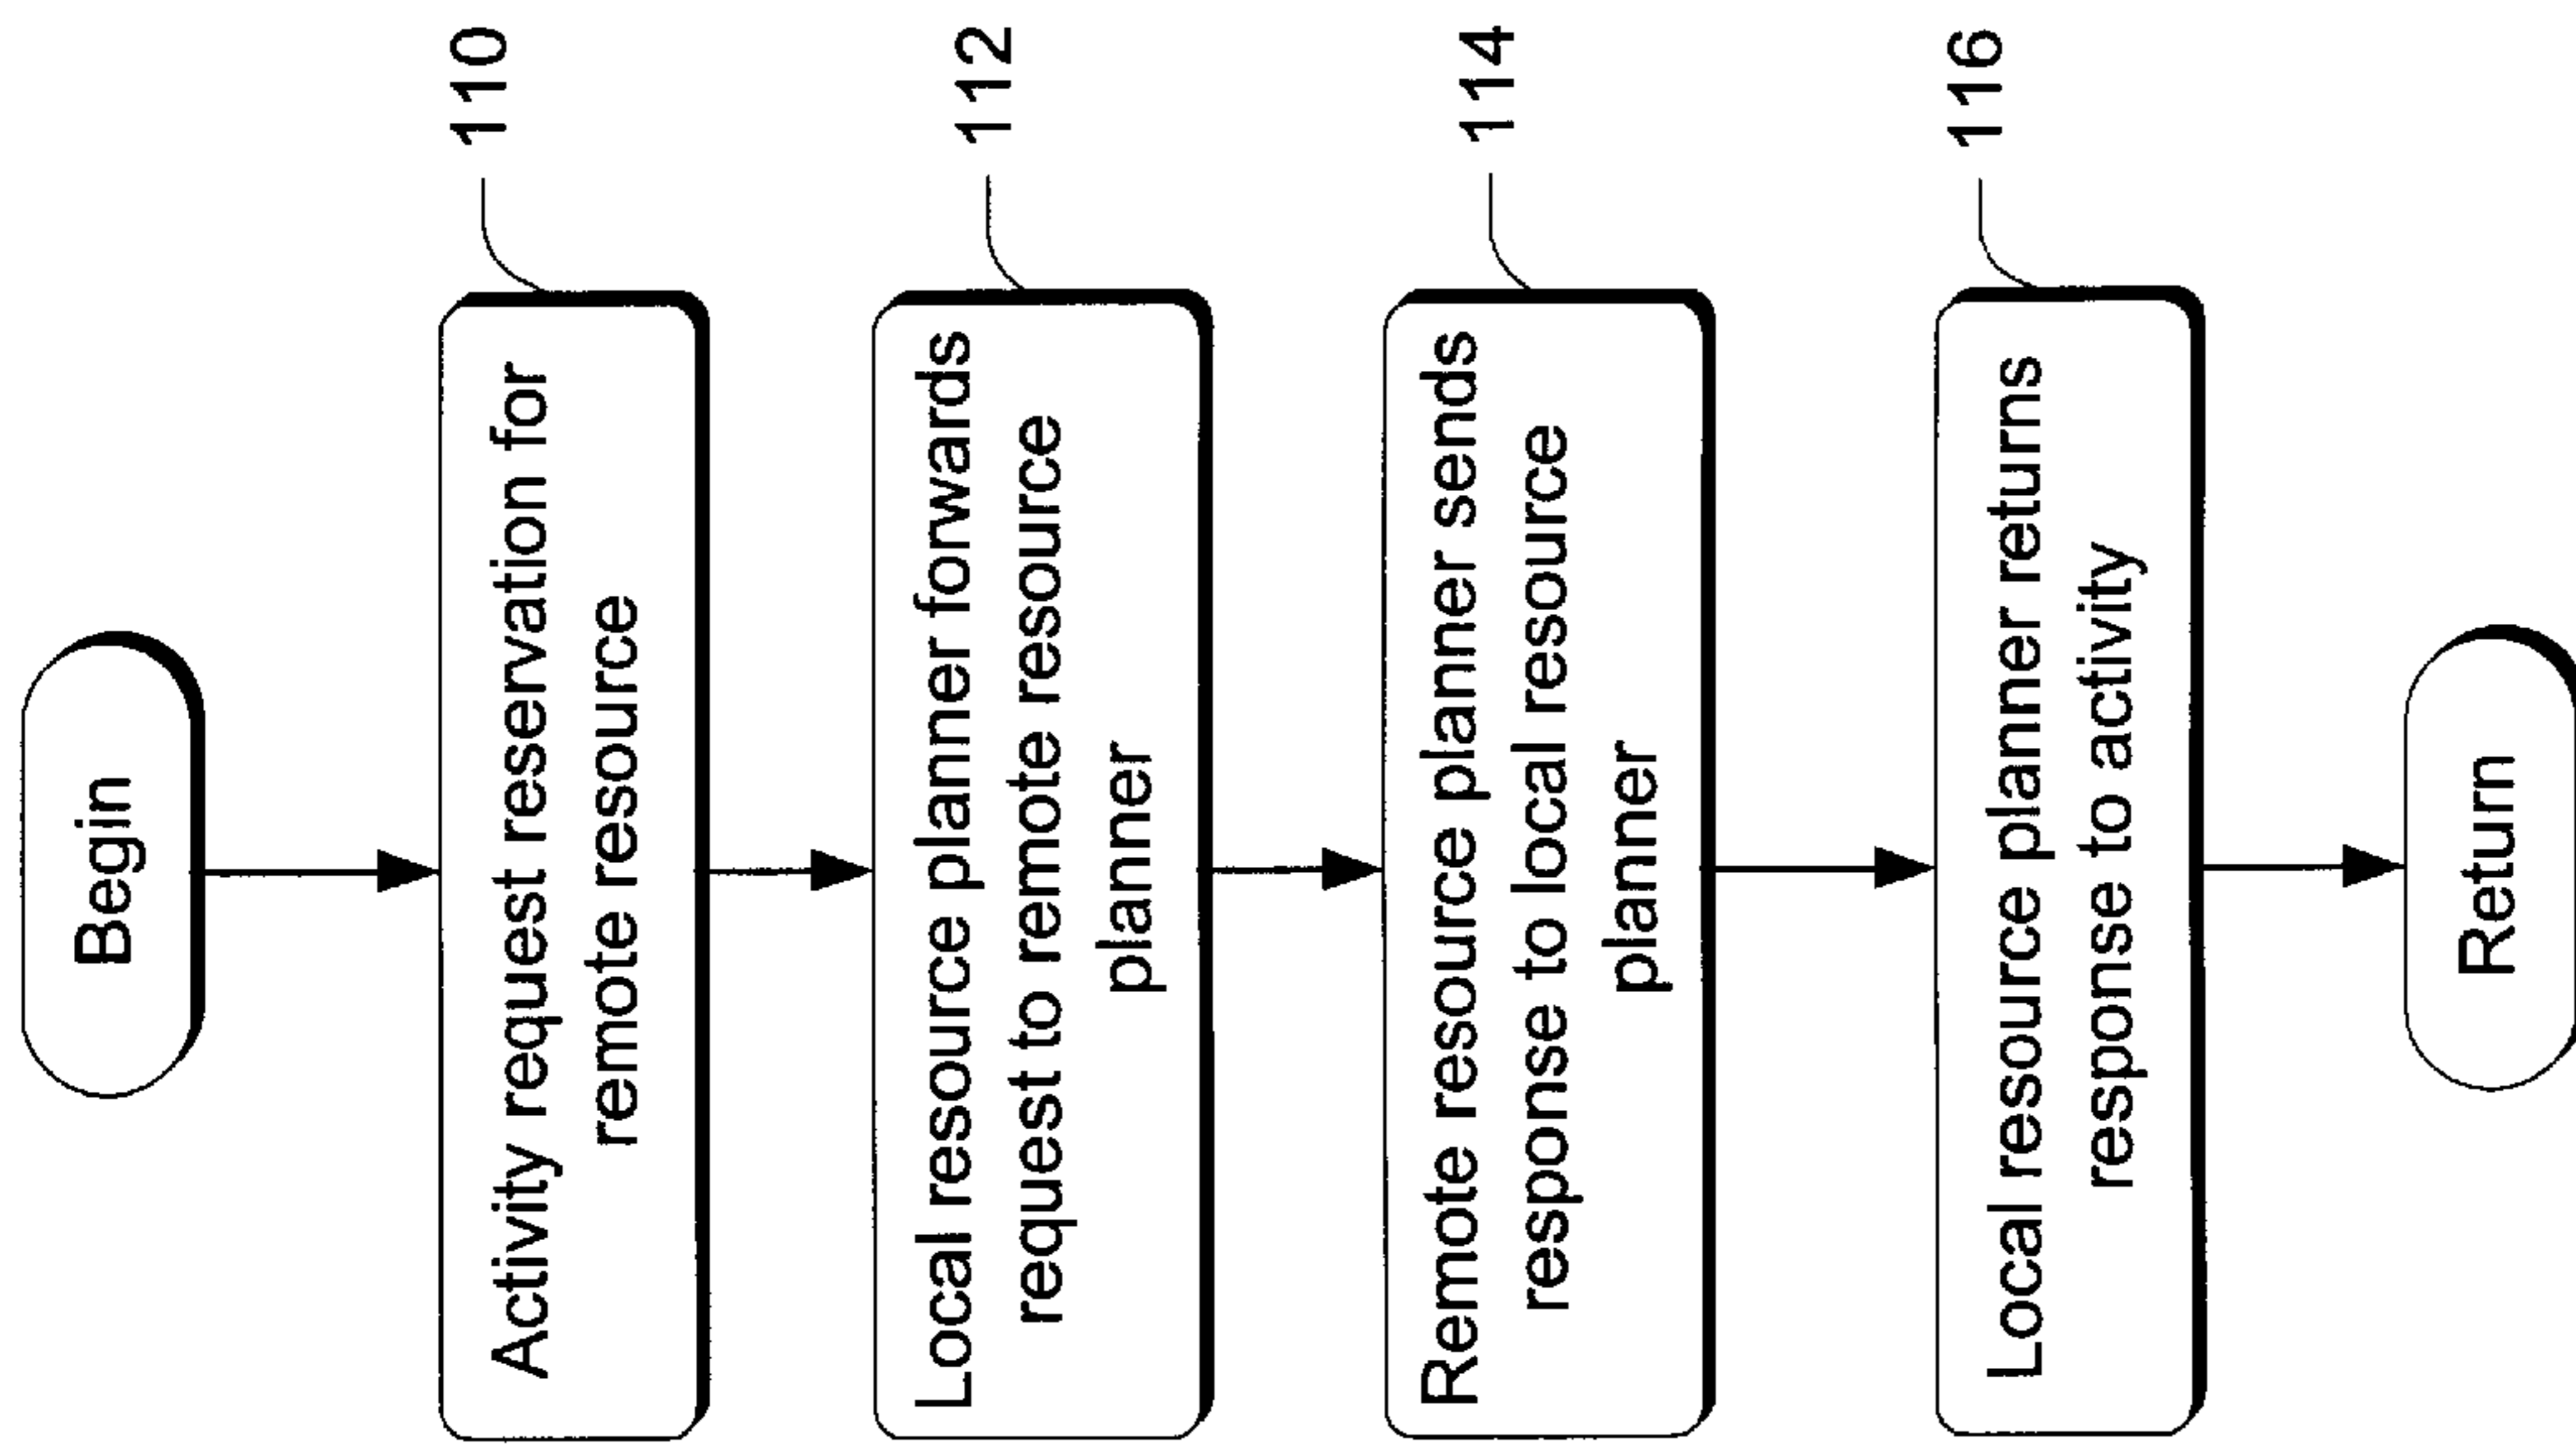 Begin
Activity request reservation for
remote resource
110
Local resource planner forwards
request to remote resource
planner
112
Remote resource planner sends
response to local resource
planner
114
Local resource planner returns
response to activity
116
Return